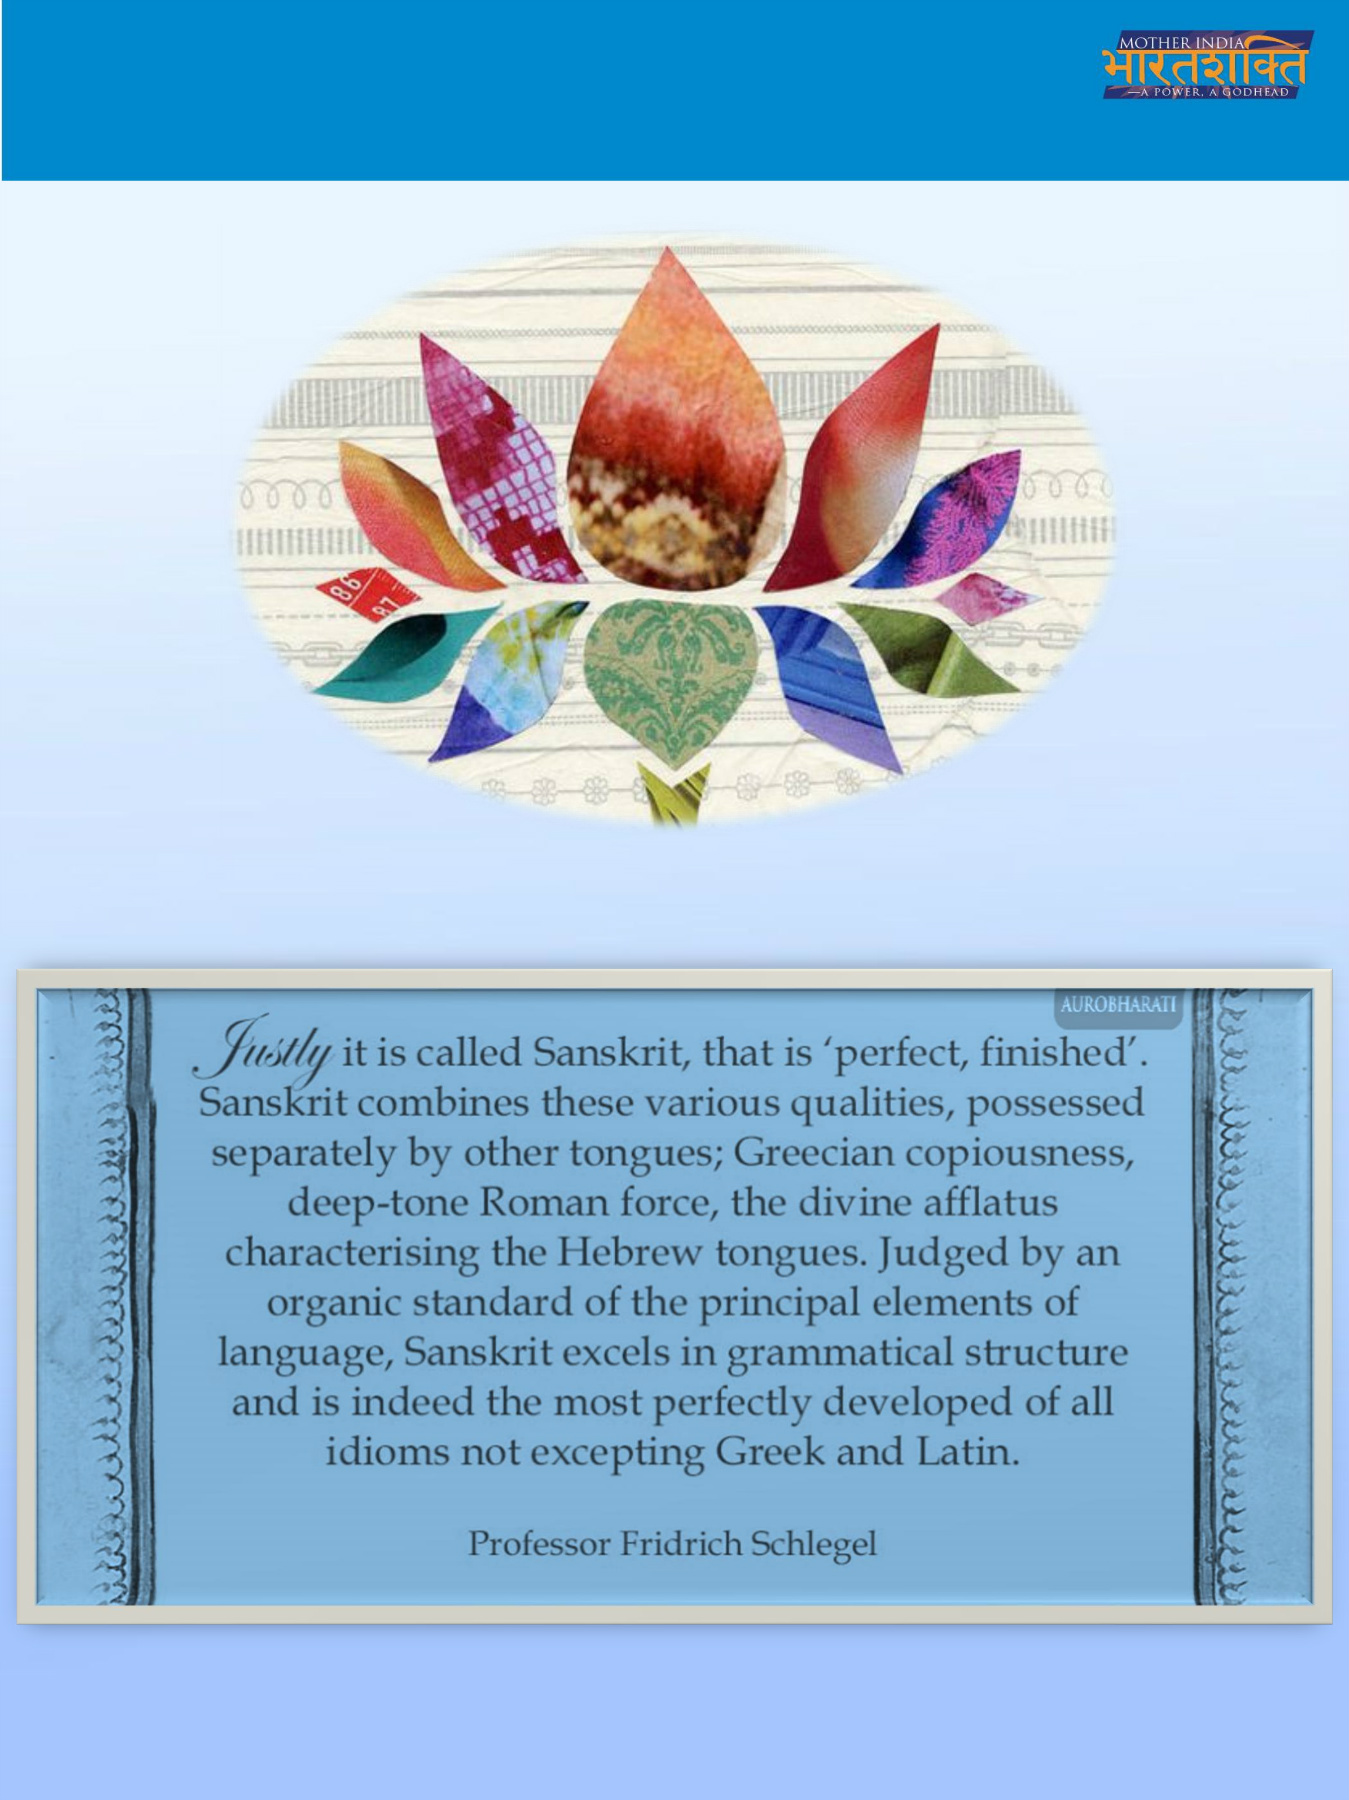 MOTHER INDIA
भारतशक्ति
—A POWER, A GODHEAD
86
87
AUROBHARATI
Justly it is called Sanskrit, that is ‘perfect, finished’.
Sanskrit combines these various qualities, possessed
separately by other tongues; Greecian copiousness,
deep-tone Roman force, the divine afflatus
characterising the Hebrew tongues. Judged by an
organic standard of the principal elements of
language, Sanskrit excels in grammatical structure
and is indeed the most perfectly developed of all
idioms not excepting Greek and Latin.
Professor Fridrich Schlegel